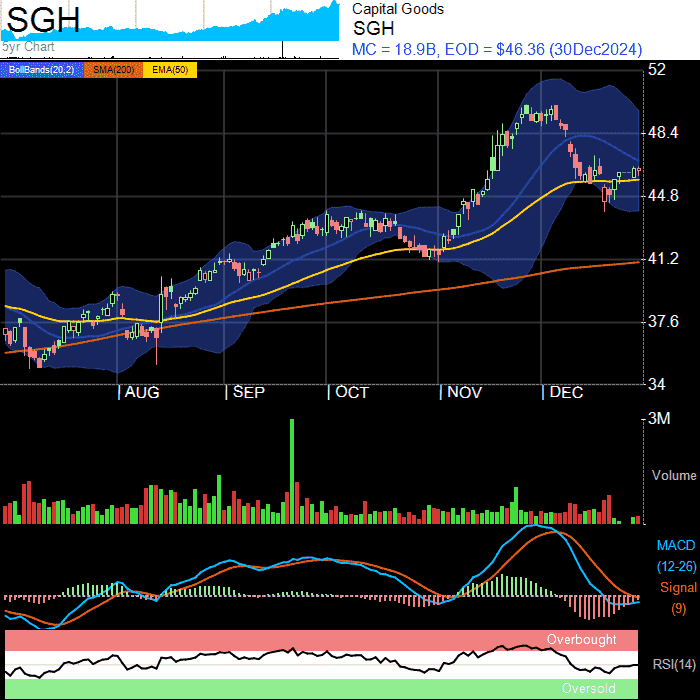 SGH
5yr Chart
Capital Goods
SGH
MC = 18.9B, EOD = $46.36 (30Dec2024)
BollBands(20,2) SMA(200) EMA(50)
52
48.4
44.8
41.2
37.6
34
AUG SEP OCT NOV DEC
3M
Volume
MACD
(12-26)
Signal
(9)
Overbought
RSI(14)
Oversold